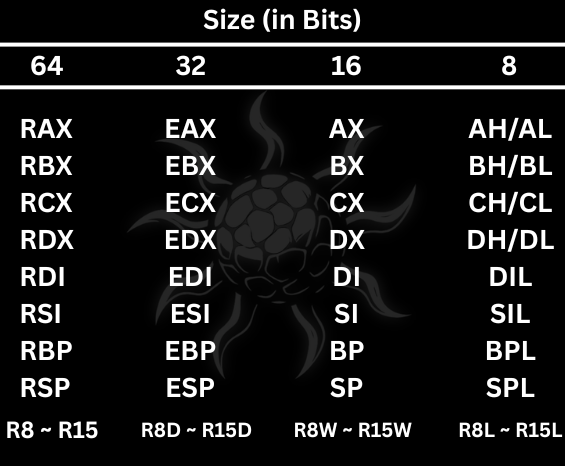 Size (in Bits)
64 32 16 8
RAX EAX AX AH/AL
RBX EBX BX BH/BL
RCX ECX CX CH/CL
RDX EDX DX DH/DL
RDI EDI DI DIL
RSI ESI SI SIL
RBP EBP BP BPL
RSP ESP SP SPL
R8 ~ R15 R8D ~ R15D R8W ~ R15W R8L ~ R15L